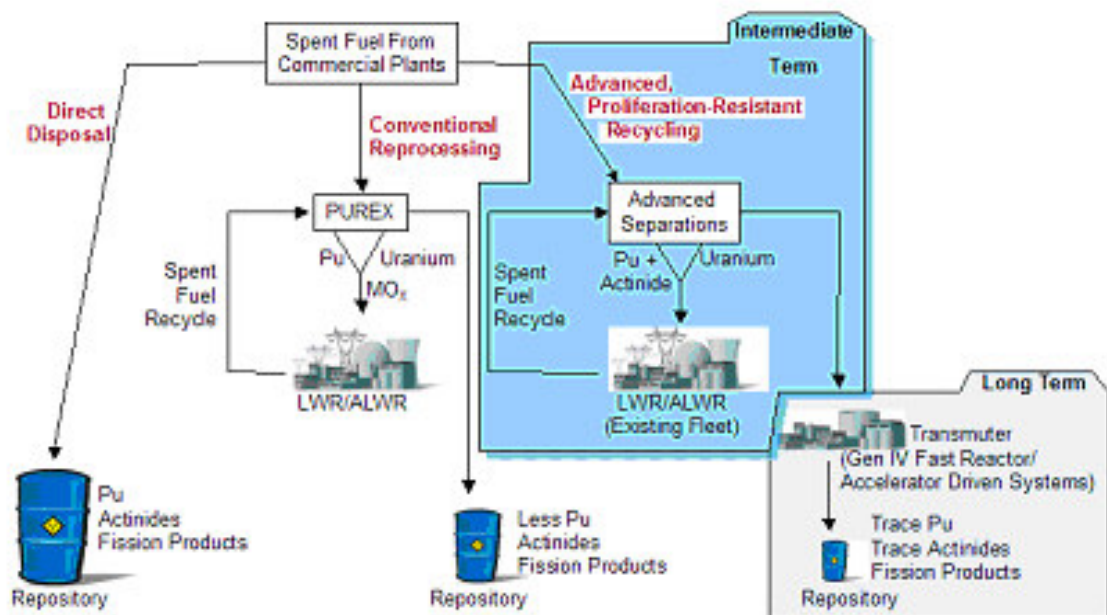 Spent Fuel From
Commercial Plants
Intermediate
Term
Direct
Disposal
Conventional
Reprocessing
Advanced,
Proliferation-Resistant
Recycling
PUREX
Pu
Uranium
MOx
Spent
Fuel
Recycle
LWR/ALWR
Advanced
Separations
Pu +
Actinide
Uranium
Spent
Fuel
Recycle
LWR/ALWR
(Existing Fleet)
Long Term
Transmuter
(Gen IV Fast Reactor/
Accelerator Driven Systems)
Pu
Actinides
Fission Products
Repository
Less Pu
Actinides
Fission Products
Repository
Trace Pu
Trace Actinides
Fission Products
Repository